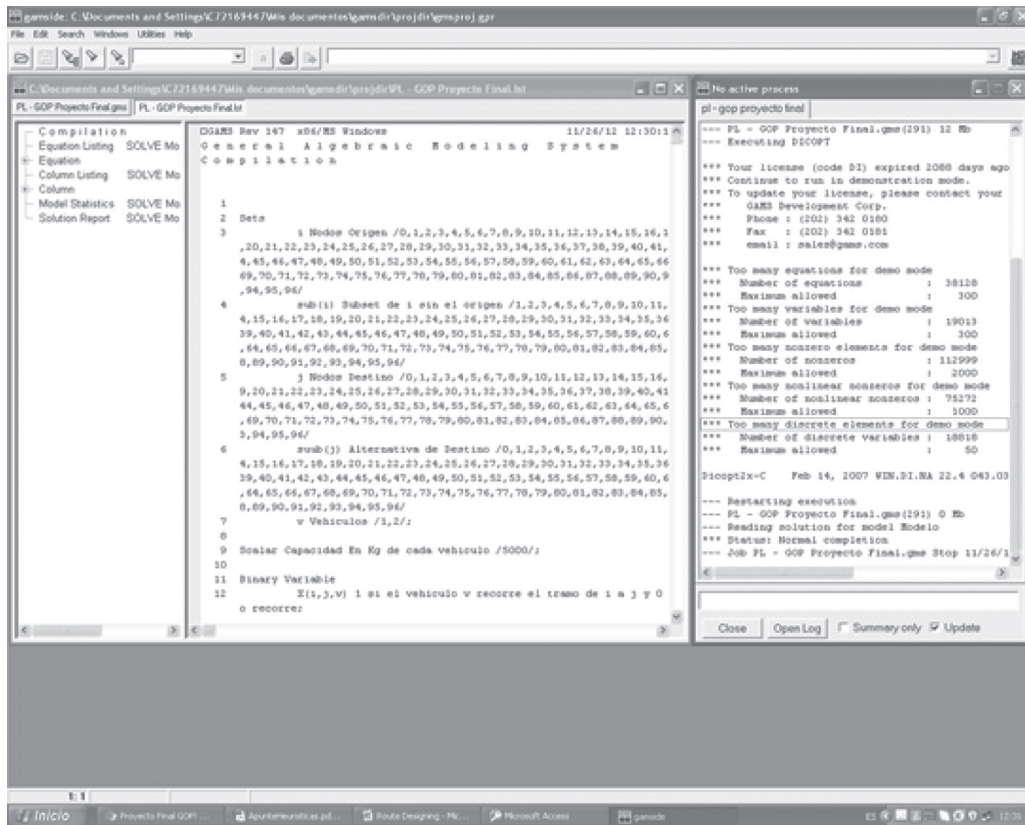 gamside: C:\Documents and Settings\C72169447\Mis documentos\gamsdir\projdir\gmsproj.gpr
File Edit Search Windows Utilities Help
C:\Documents and Settings\C72169447\Mis documentos\gamsdir\projdir\PL - GOP Proyecto Final.lst
PL - GOP Proyecto Final.gms PL - GOP Proyecto Final.lst
Compilation
Equation Listing SOLVE Mo
Equation
Column Listing SOLVE Mo
Column
Model Statistics SOLVE Mo
Solution Report SOLVE Mo
DGAMS Rev 147 x86/MS Windows 11/26/12 12:30:1
G e n e r a l A l g e b r a i c M o d e l i n g S y s t e m
C o m p i l a t i o n
1
2 Sets
3 i Nodos Origen /0,1,2,3,4,5,6,7,8,9,10,11,12,13,14,15,16,1
,20,21,22,23,24,25,26,27,28,29,30,31,32,33,34,35,36,37,38,39,40,41,
4,45,46,47,48,49,50,51,52,53,54,55,56,57,58,59,60,61,62,63,64,65,66
69,70,71,72,73,74,75,76,77,78,79,80,81,82,83,84,85,86,87,88,89,90,9
,94,95,96/
4 sub(i) Subset de i sin el origen /1,2,3,4,5,6,7,8,9,10,11,
4,15,16,17,18,19,20,21,22,23,24,25,26,27,28,29,30,31,32,33,34,35,36
39,40,41,42,43,44,45,46,47,48,49,50,51,52,53,54,55,56,57,58,59,60,6
,64,65,66,67,68,69,70,71,72,73,74,75,76,77,78,79,80,81,82,83,84,85,
8,89,90,91,92,93,94,95,96/
5 j Nodos Destino /0,1,2,3,4,5,6,7,8,9,10,11,12,13,14,15,16,
9,20,21,22,23,24,25,26,27,28,29,30,31,32,33,34,35,36,37,38,39,40,41
44,45,46,47,48,49,50,51,52,53,54,55,56,57,58,59,60,61,62,63,64,65,6
,69,70,71,72,73,74,75,76,77,78,79,80,81,82,83,84,85,86,87,88,89,90,
3,94,95,96/
6 suub(j) Alternativa de Destino /0,1,2,3,4,5,6,7,8,9,10,11,
4,15,16,17,18,19,20,21,22,23,24,25,26,27,28,29,30,31,32,33,34,35,36
39,40,41,42,43,44,45,46,47,48,49,50,51,52,53,54,55,56,57,58,59,60,6
,64,65,66,67,68,69,70,71,72,73,74,75,76,77,78,79,80,81,82,83,84,85,
8,89,90,91,92,93,94,95,96/
7 v Vehiculos /1,2/;
8
9 Scalar Capacidad En Kg de cada vehiculo /5000/;
10
11 Binary Variable
12 X(i,j,v) 1 si el vehiculo v recorre el tramo de i a j y 0
o recorre;
No active process
pl - gop proyecto final
--- PL - GOP Proyecto Final.gms(291) 12 Mb
--- Executing DICOPT
*** Your license (code DI) expired 2088 days ago
*** Continue to run in demonstration mode.
*** To update your license, please contact your
*** GAMS Development Corp.
*** Phone : (202) 342 0180
*** Fax : (202) 342 0181
*** email : sales@gams.com
*** Too many equations for demo mode
*** Number of equations : 38128
*** Maximum allowed : 300
*** Too many variables for demo mode
*** Number of variables : 19013
*** Maximum allowed : 300
*** Too many nonzero elements for demo mode
*** Number of nonzeros : 112999
*** Maximum allowed : 2000
*** Too many nonlinear nonzeros for demo mode
*** Number of nonlinear nonzeros : 75272
*** Maximum allowed : 1000
*** Too many discrete elements for demo mode
*** Number of discrete variables : 18818
*** Maximum allowed : 50
Dicopt2x-C Feb 14, 2007 WIN.DI.NA 22.4 043.03
--- Restarting execution
--- PL - GOP Proyecto Final.gms(291) 0 Mb
--- Reading solution for model Modelo
*** Status: Normal completion
--- Job PL - GOP Proyecto Final.gms Stop 11/26/1
Close Open Log Summary only Update
1: 1
Inicio Proyecto Final GOPI ... Apunteheuristicas.pd... Route Designing - Mic... Microsoft Access gamside ES 12:31